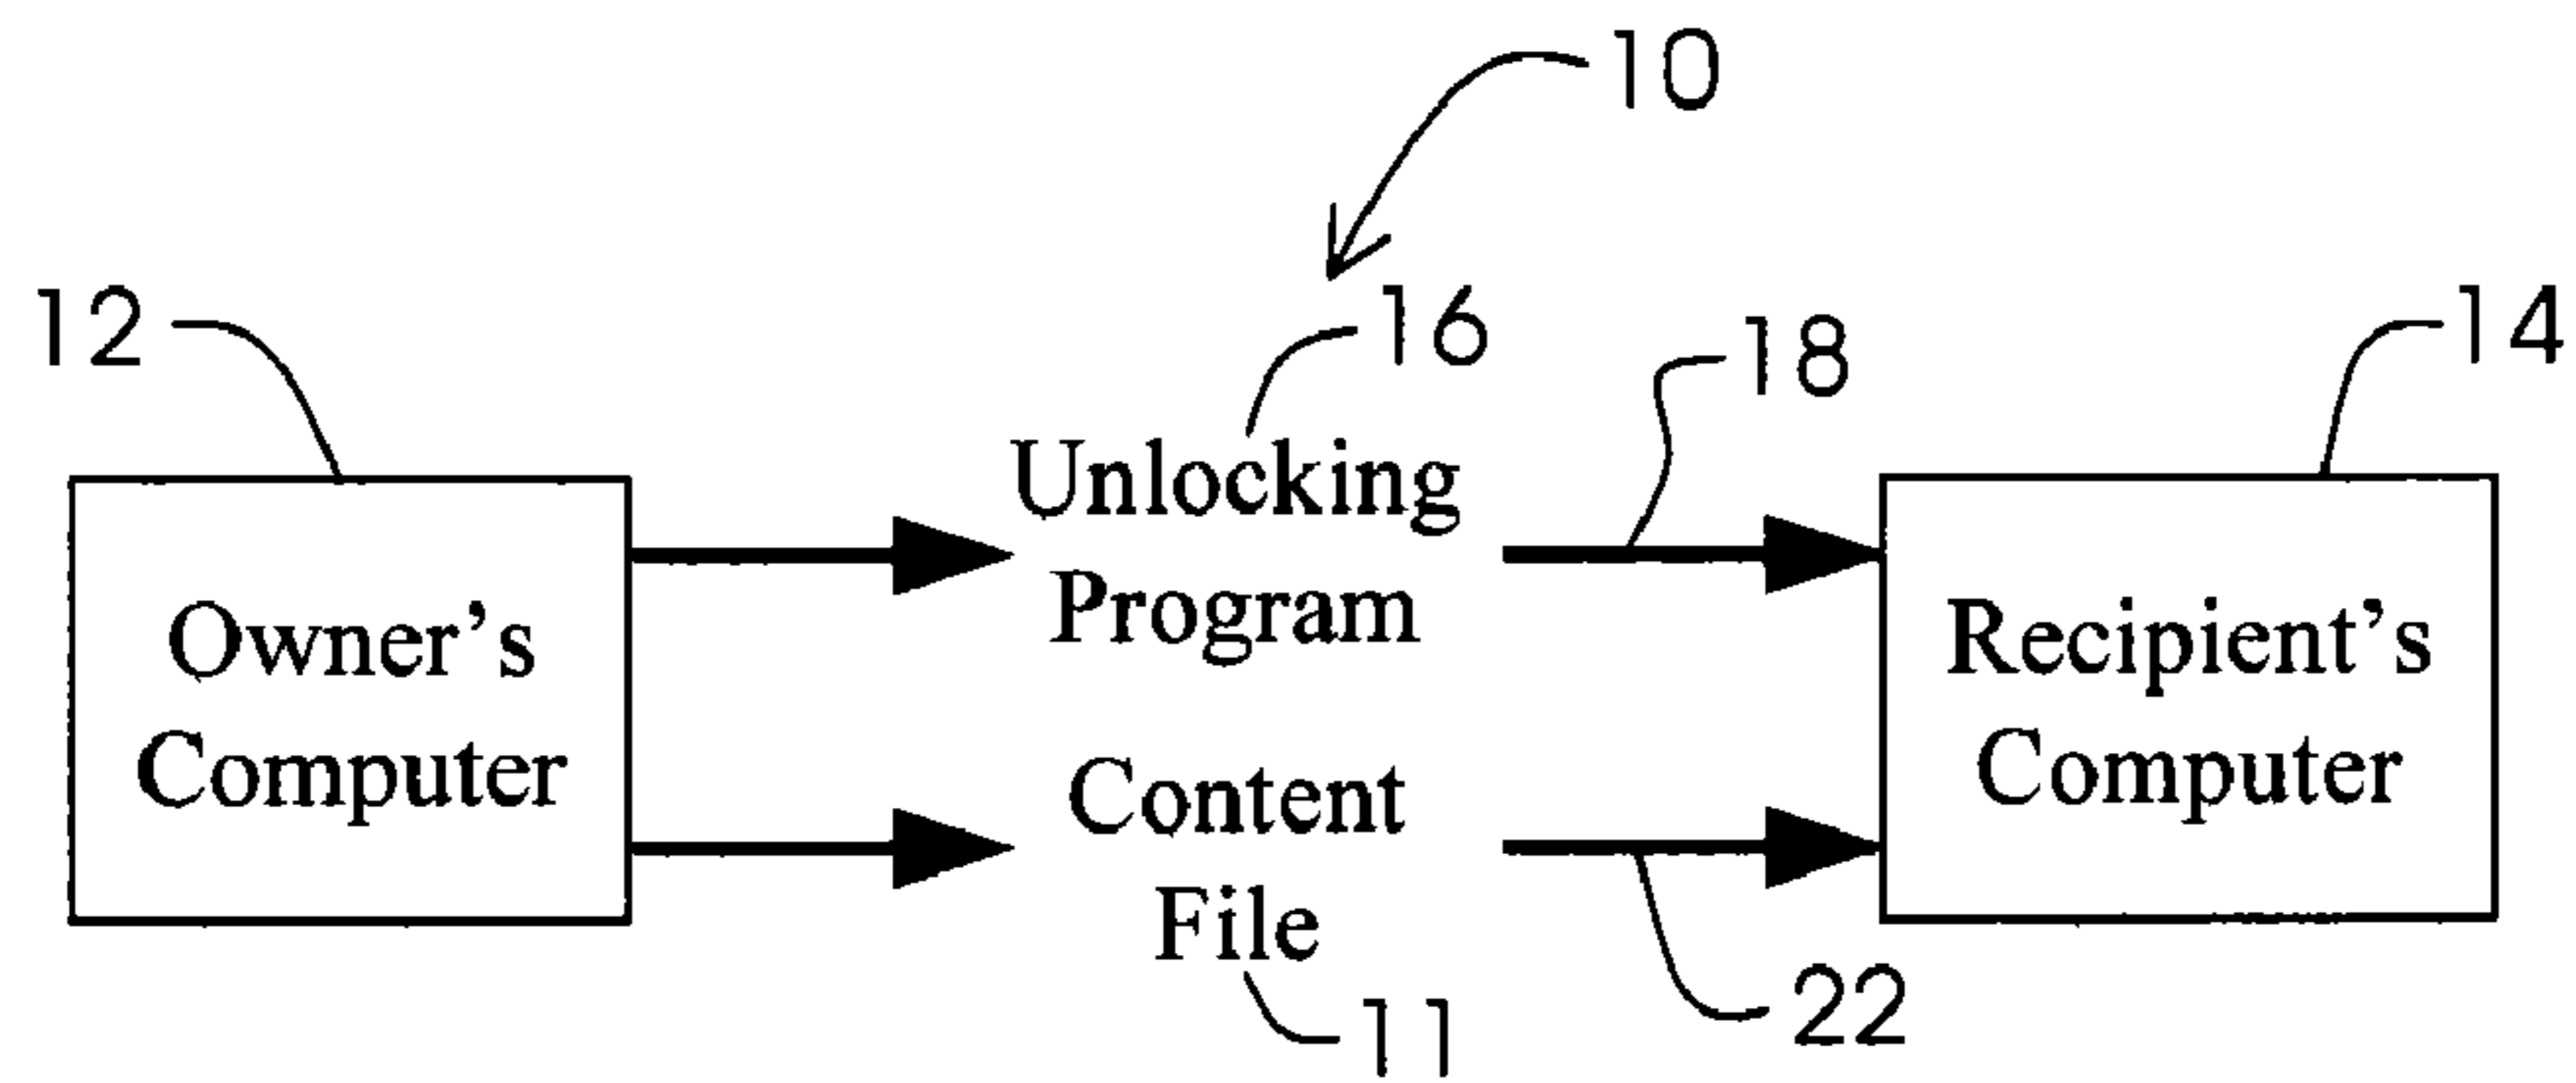 10
12
16
18
14
Unlocking
Program
Owner's
Computer
Recipient's
Computer
Content
File
11
22